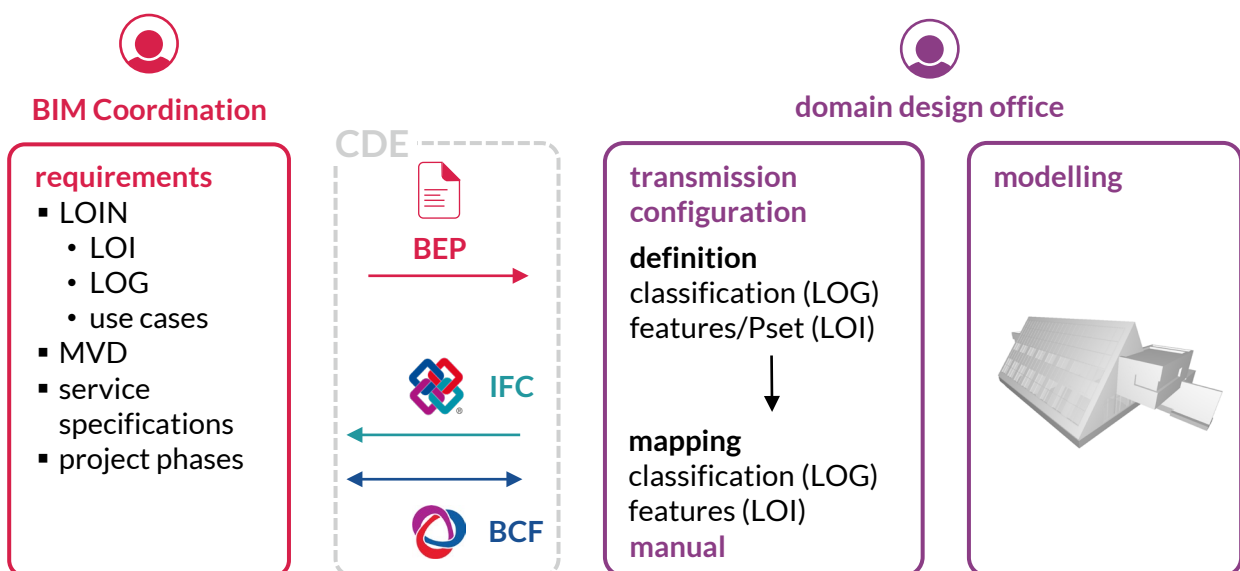 BIM Coordination
domain design office
requirements
▪ LOIN
• LOI
• LOG
• use cases
▪ MVD
▪ service
specifications
▪ project phases
CDE
BEP
IFC
®
BCF
transmission
configuration
definition
classification (LOG)
features/Pset (LOI)
mapping
classification (LOG)
features (LOI)
manual
modelling